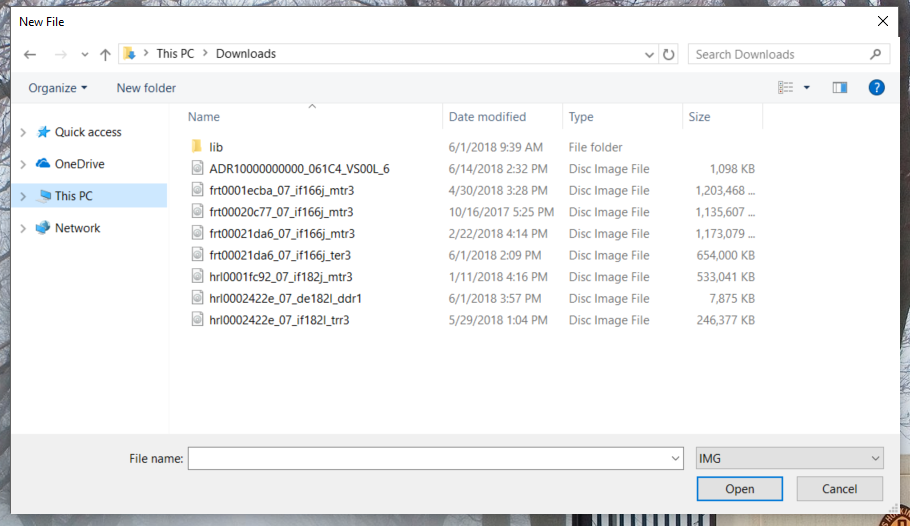 New File
This PC > Downloads
Search Downloads
Organize
New folder
?
Name Date modified Type Size
Quick access
OneDrive
This PC
Network
lib 6/1/2018 9:39 AM File folder
ADR10000000000_061C4_VS00L_6 6/14/2018 2:32 PM Disc Image File 1,098 KB
frt0001ecba_07_if166j_mtr3 4/30/2018 3:28 PM Disc Image File 1,203,468 ...
frt00020c77_07_if166j_mtr3 10/16/2017 5:25 PM Disc Image File 1,135,607 ...
frt00021da6_07_if166j_mtr3 2/22/2018 4:14 PM Disc Image File 1,173,079 ...
frt00021da6_07_if166j_ter3 6/1/2018 2:09 PM Disc Image File 654,000 KB
hrl0001fc92_07_if182j_mtr3 1/11/2018 4:16 PM Disc Image File 533,041 KB
hrl0002422e_07_de182l_ddr1 6/1/2018 3:57 PM Disc Image File 7,875 KB
hrl0002422e_07_if182l_trr3 5/29/2018 1:04 PM Disc Image File 246,377 KB
File name:
IMG
Open
Cancel